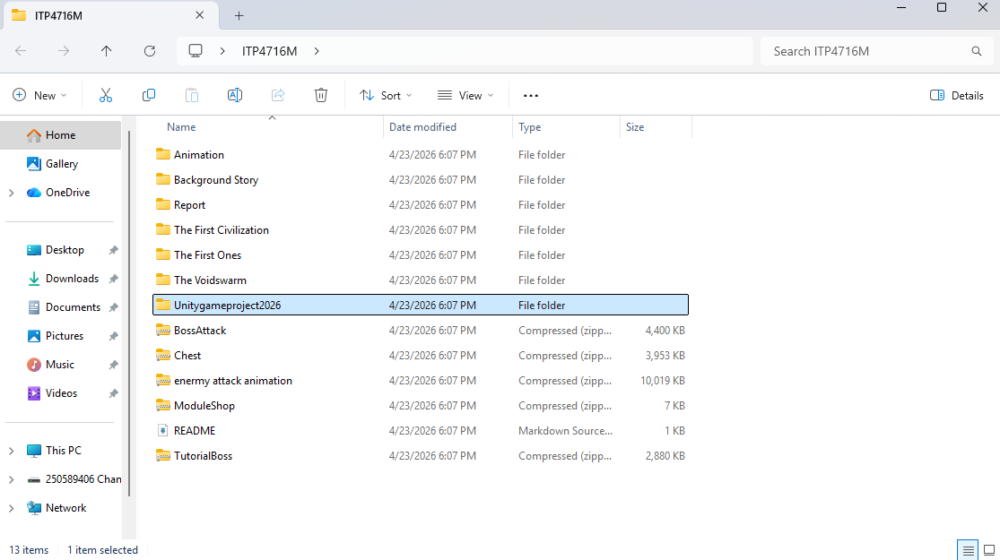 ITP4716M
ITP4716M
Search ITP4716M
New
Sort
View
Details
Name
Date modified
Type
Size
Home
Gallery
OneDrive
Desktop
Downloads
Documents
Pictures
Music
Videos
This PC
250589406 Chan
Network
Animation 4/23/2026 6:07 PM File folder
Background Story 4/23/2026 6:07 PM File folder
Report 4/23/2026 6:07 PM File folder
The First Civilization 4/23/2026 6:07 PM File folder
The First Ones 4/23/2026 6:07 PM File folder
The Voidswarm 4/23/2026 6:07 PM File folder
Unitygameproject2026 4/23/2026 6:07 PM File folder
BossAttack 4/23/2026 6:07 PM Compressed (zipp... 4,400 KB
Chest 4/23/2026 6:07 PM Compressed (zipp... 3,953 KB
enermy attack animation 4/23/2026 6:07 PM Compressed (zipp... 10,019 KB
ModuleShop 4/23/2026 6:07 PM Compressed (zipp... 7 KB
README 4/23/2026 6:07 PM Markdown Source... 1 KB
TutorialBoss 4/23/2026 6:07 PM Compressed (zipp... 2,880 KB
13 items
1 item selected